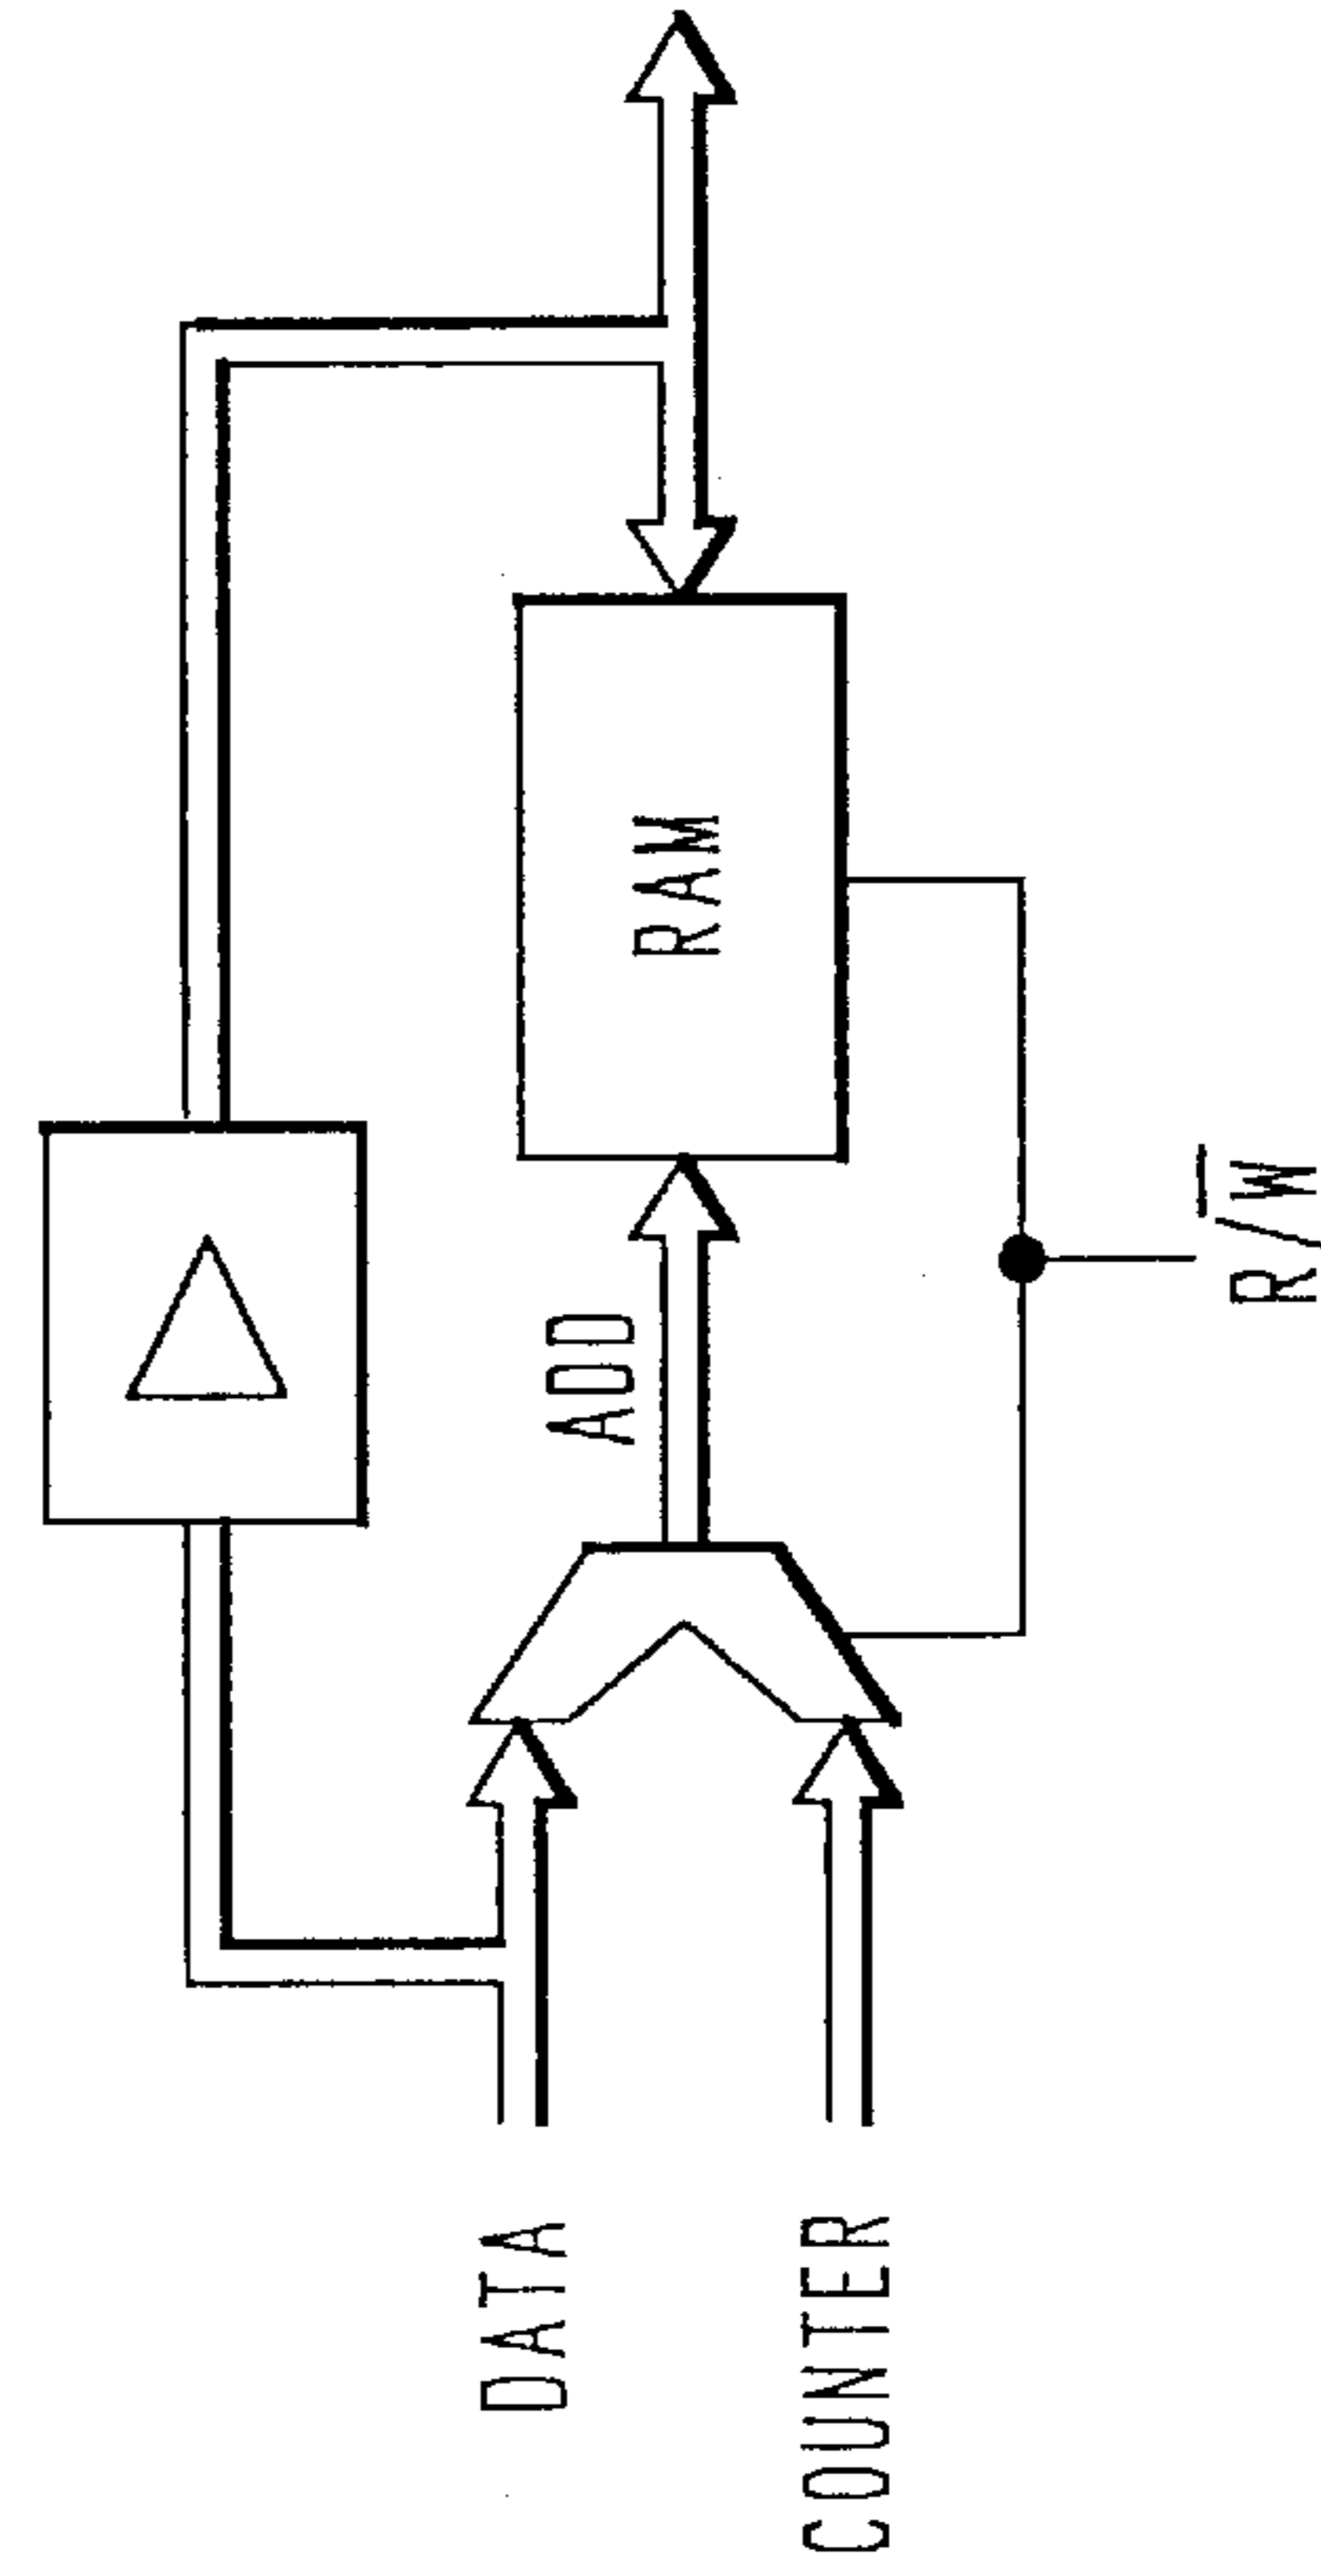 DATA
COUNTER
ADD
RAM
R/W̅